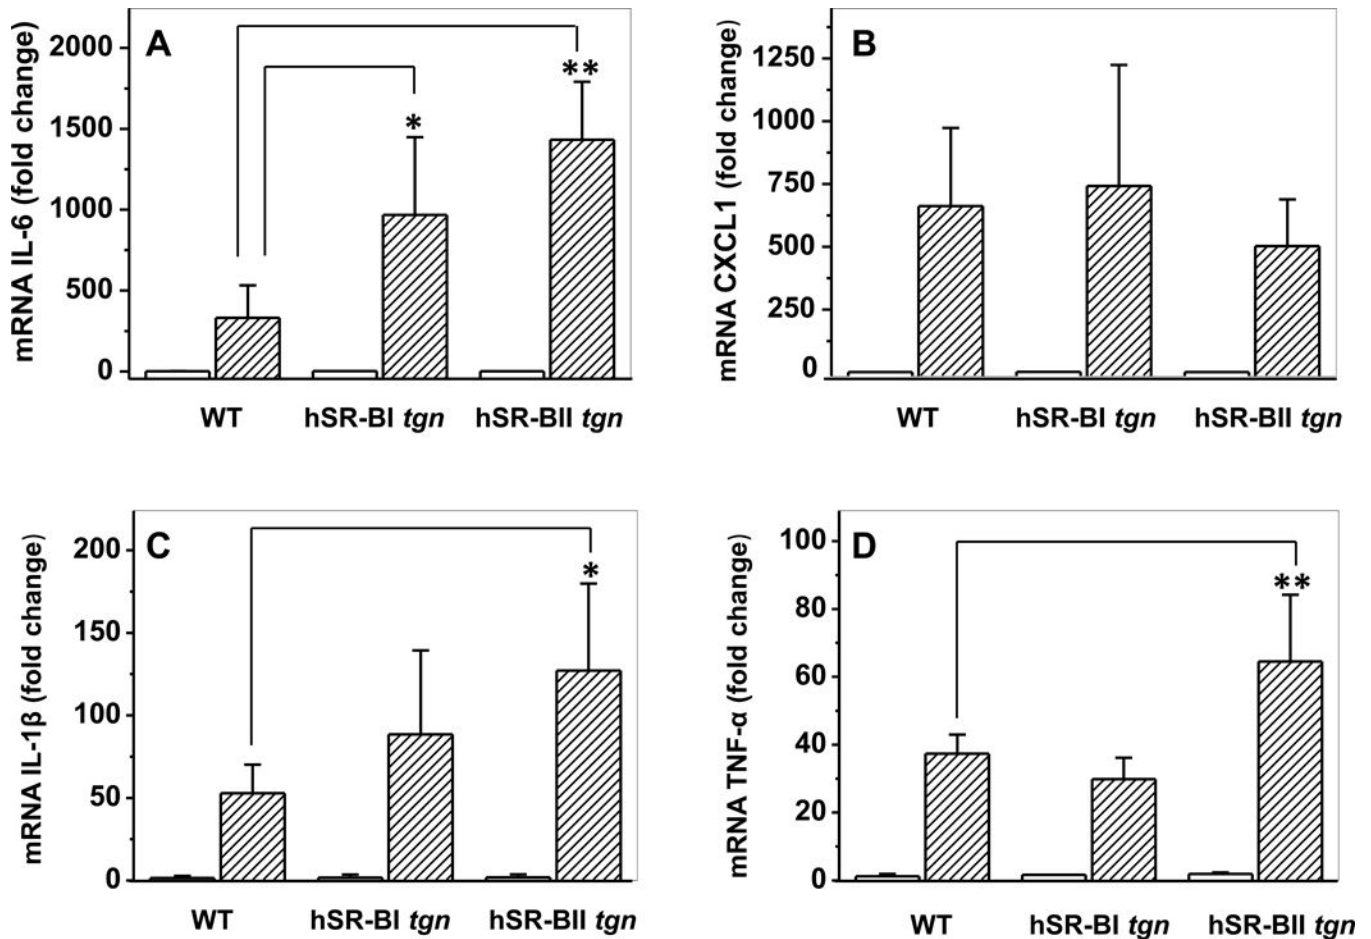 A
mRNA IL-6 (fold change)
2000
1500
1000
500
0
*
**
WT hSR-BI tgn hSR-BII tgn
B
mRNA CXCL1 (fold change)
1250
1000
750
500
250
0
WT hSR-BI tgn hSR-BII tgn
C
mRNA IL-1β (fold change)
200
150
100
50
0
*
WT hSR-BI tgn hSR-BII tgn
D
mRNA TNF-α (fold change)
100
80
60
40
20
0
**
WT hSR-BI tgn hSR-BII tgn